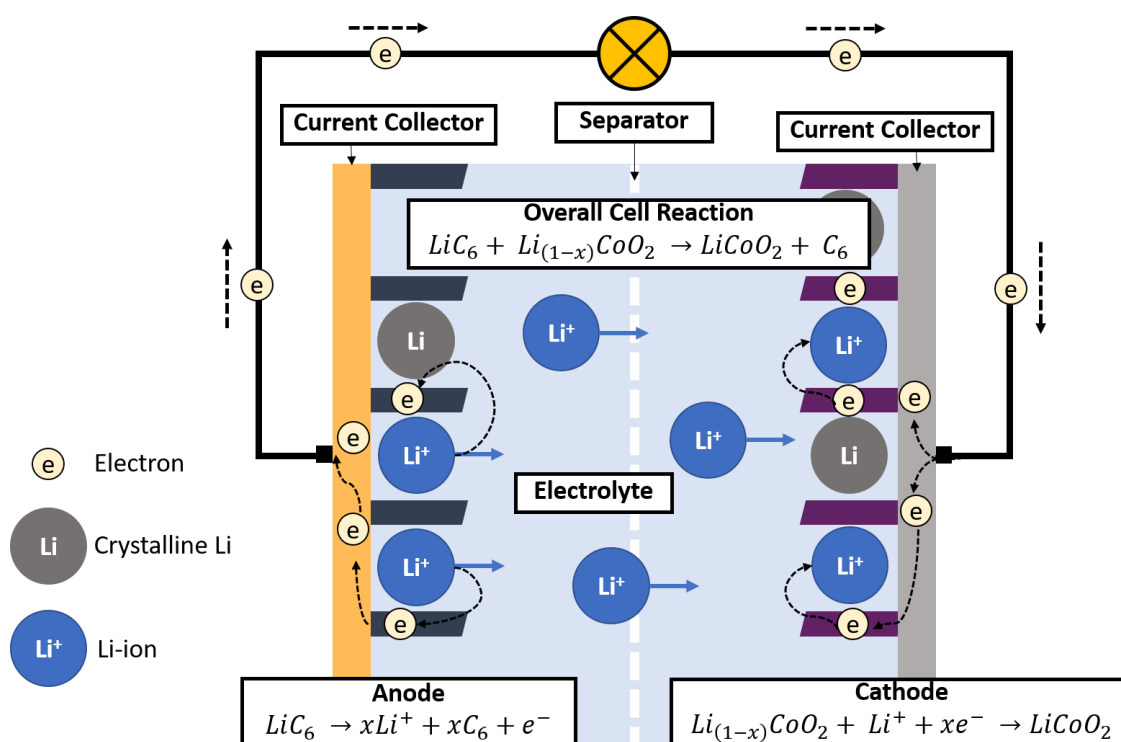 e
e
Current Collector
Separator
Current Collector
Overall Cell Reaction
LiC₆ + Li₍₁₋ₓ₎CoO₂ → LiCoO₂ + C₆
e
e
e
Li⁺
Li
Li⁺
e
e
e
e
Li⁺
Li⁺
Li
e
Electron
Electrolyte
e
e
Li
Crystalline Li
Li⁺
Li⁺
Li⁺
e
e
Li⁺
Li-ion
Anode
LiC₆ → xLi⁺ + xC₆ + e⁻
Cathode
Li₍₁₋ₓ₎CoO₂ + Li⁺ + xe⁻ → LiCoO₂